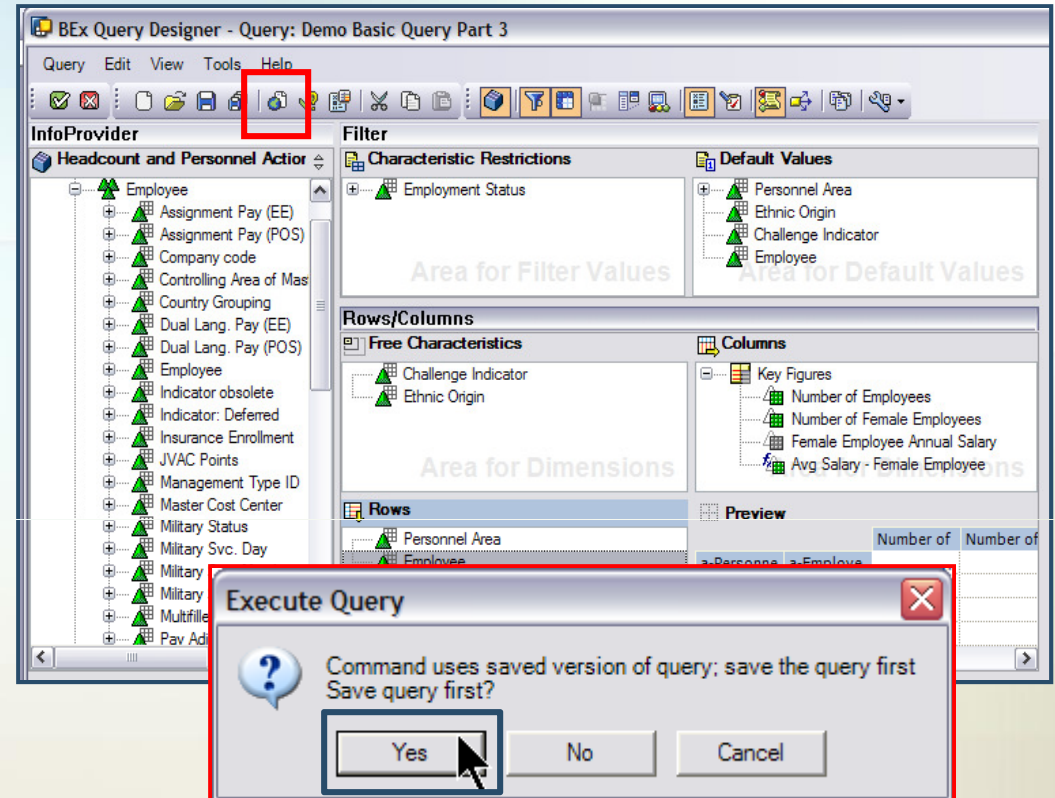 BEx Query Designer - Query: Demo Basic Query Part 3
Query Edit View Tools Help
InfoProvider
Headcount and Personnel Action
Employee
Assignment Pay (EE)
Assignment Pay (POS)
Company code
Controlling Area of Mas
Country Grouping
Dual Lang. Pay (EE)
Dual Lang. Pay (POS)
Employee
Indicator obsolete
Indicator: Deferred
Insurance Enrollment
JVAC Points
Management Type ID
Master Cost Center
Military Status
Military Svc. Day
Military
Military
Multifille
Pay Adj
Filter
Characteristic Restrictions
Employment Status
Area for Filter Values
Default Values
Personnel Area
Ethnic Origin
Challenge Indicator
Employee
Area for Default Values
Rows/Columns
Free Characteristics
Challenge Indicator
Ethnic Origin
Area for Dimensions
Columns
Key Figures
Number of Employees
Number of Female Employees
Female Employee Annual Salary
Avg Salary - Female Employee
Rows
Personnel Area
Employee
Preview
Number of Number of
a-Personne a-Employe
Execute Query
Command uses saved version of query; save the query first
Save query first?
Yes No Cancel